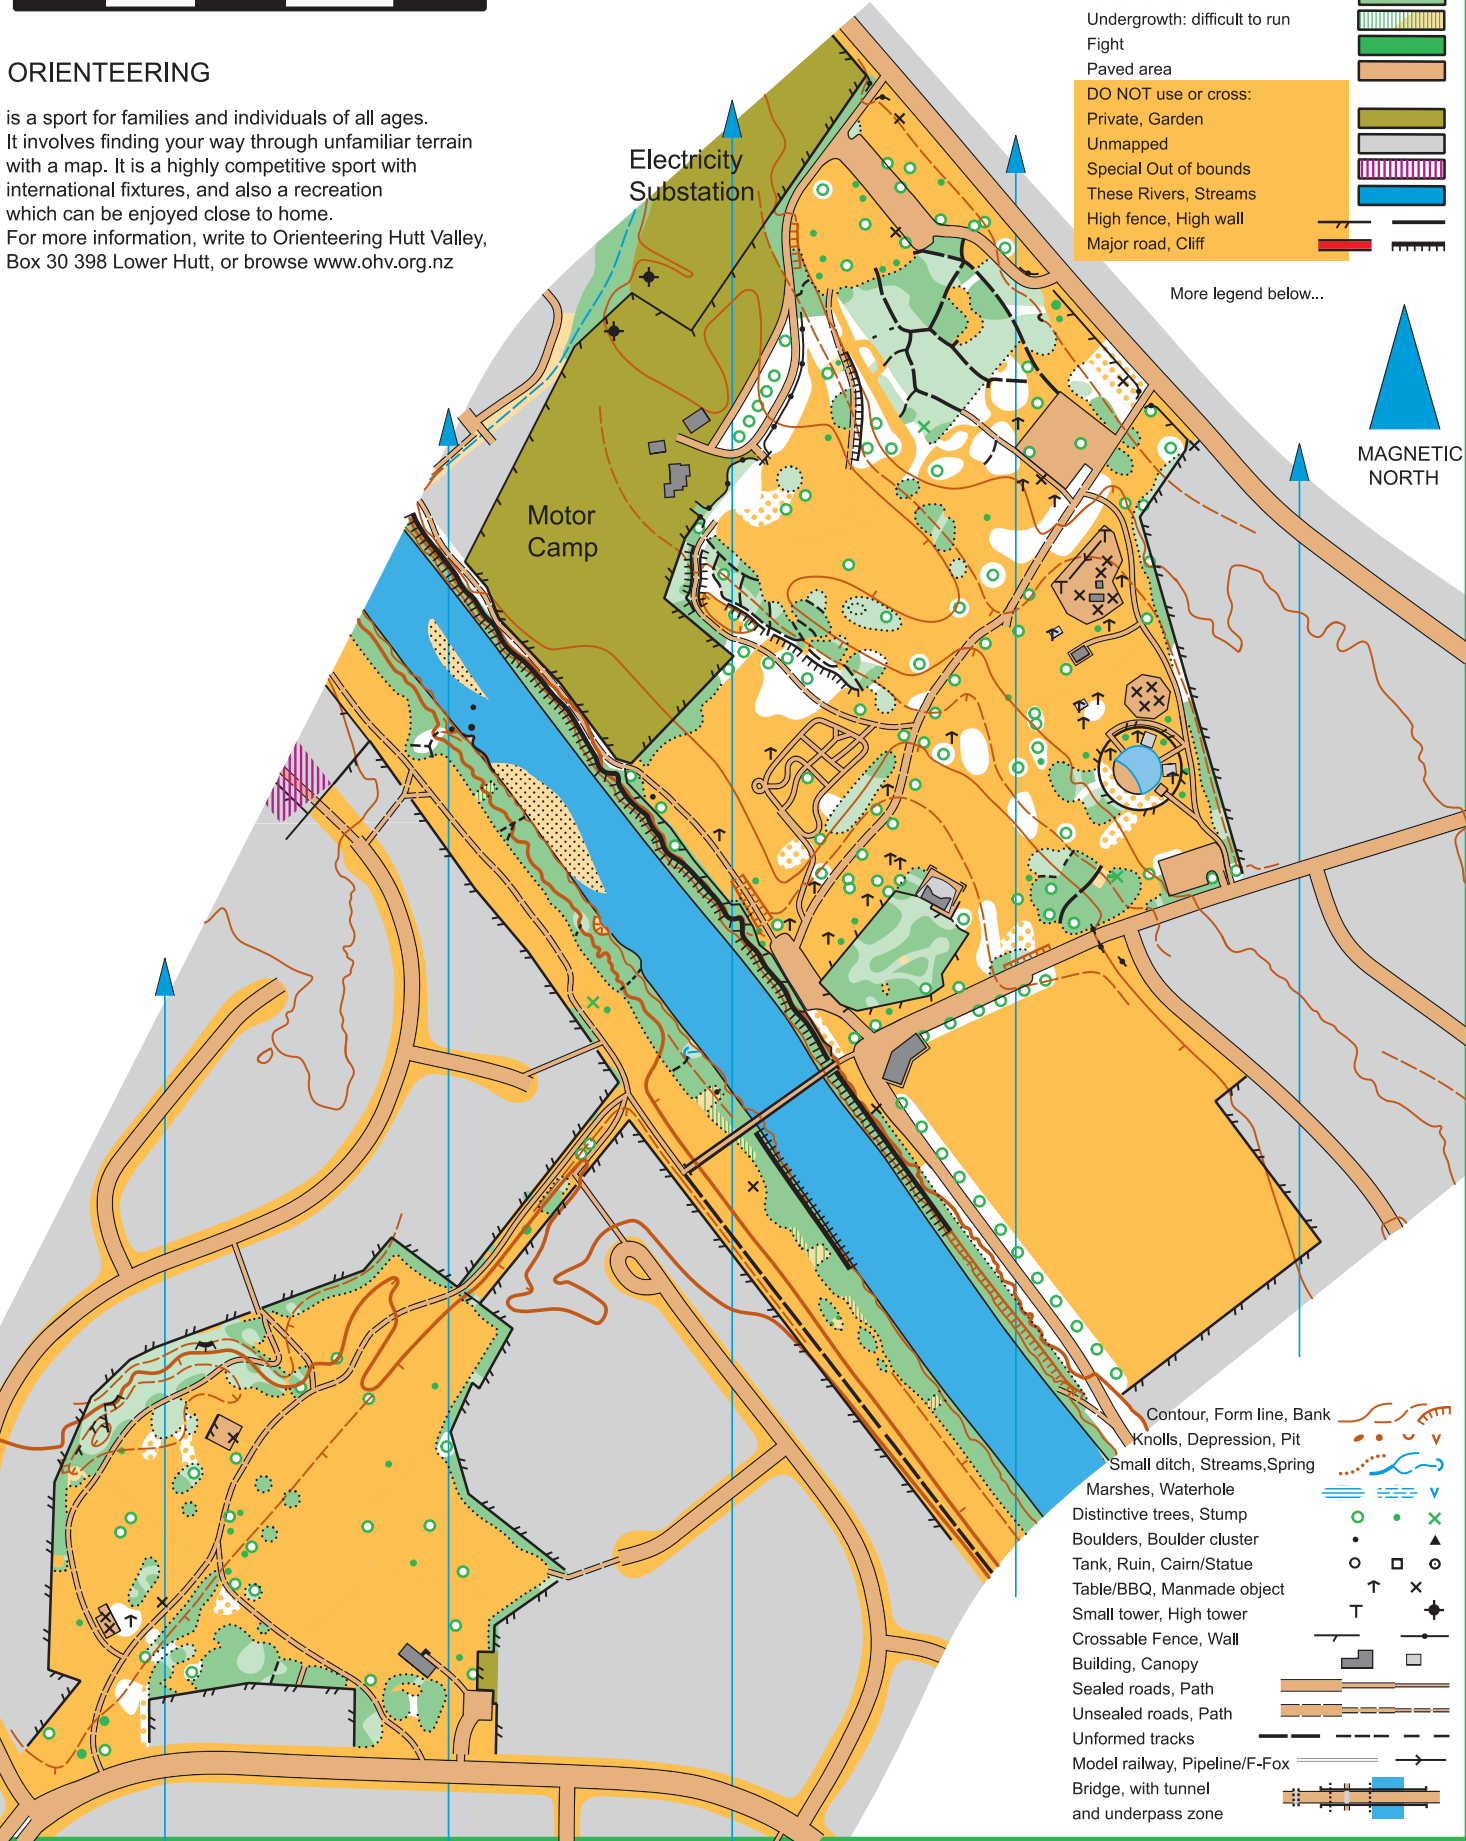 ORIENTEERING
is a sport for families and individuals of all ages.
It involves finding your way through unfamiliar terrain
with a map. It is a highly competitive sport with
international fixtures, and also a recreation
which can be enjoyed close to home.
For more information, write to Orienteering Hutt Valley,
Box 30 398 Lower Hutt, or browse www.ohv.org.nz
Undergrowth: difficult to run
Fight
Paved area
DO NOT use or cross:
Private, Garden
Unmapped
Special Out of bounds
These Rivers, Streams
High fence, High wall
Major road, Cliff
More legend below...
Electricity
Substation
MAGNETIC
NORTH
Motor
Camp
Contour, Form line, Bank
Knolls, Depression, Pit
Small ditch, Streams,Spring
Marshes, Waterhole
Distinctive trees, Stump
Boulders, Boulder cluster
Tank, Ruin, Cairn/Statue
Table/BBQ, Manmade object
Small tower, High tower
Crossable Fence, Wall
Building, Canopy
Sealed roads, Path
Unsealed roads, Path
Unformed tracks
Model railway, Pipeline/F-Fox
Bridge, with tunnel
and underpass zone